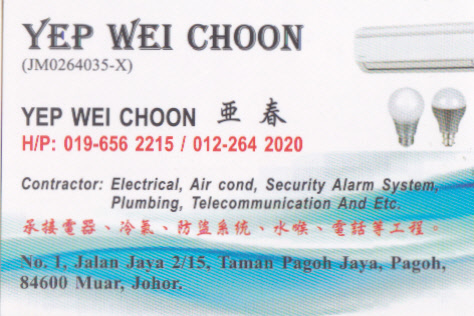 YEP WEI CHOON
(JM0264035-X)
YEP WEI CHOON 亜春
H/P: 019-656 2215 / 012-264 2020
Contractor: Electrical, Air cond, Security Alarm System,
Plumbing, Telecommunication And Etc.
承接電器、冷氣、防盜系统、水喉、電話等工程。
No. 1, Jalan Jaya 2/15, Taman Pagoh Jaya, Pagoh,
84600 Muar, Johor.